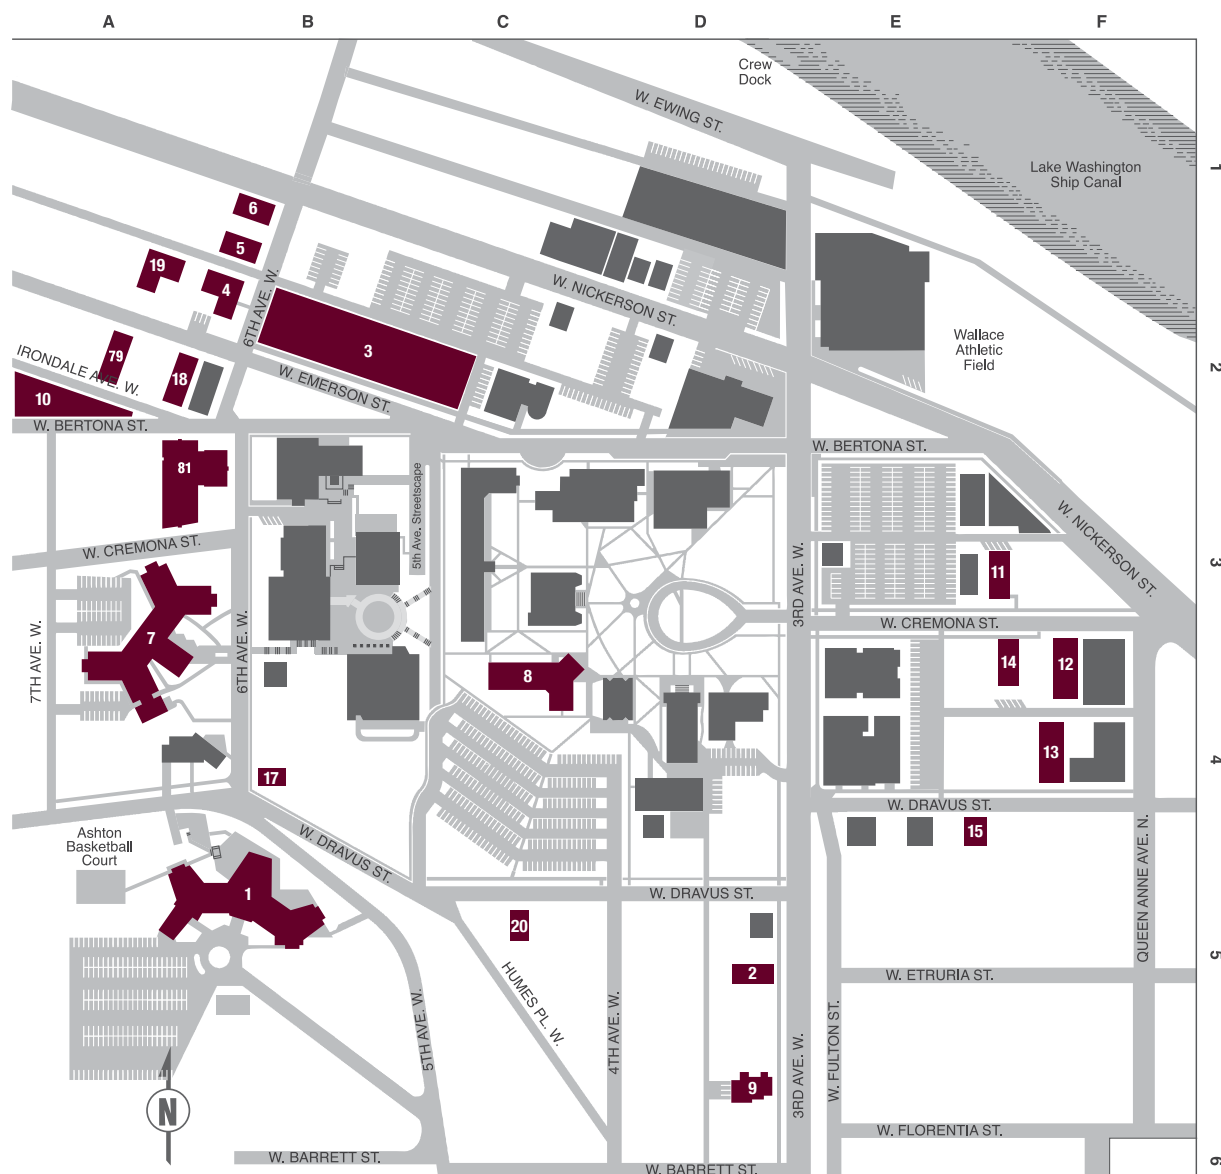 A B C D E F
Crew
Dock
W. EWING ST.
1
Lake Washington
Ship Canal
6
5
19
4
6TH AVE. W.
W. NICKERSON ST.
3
Wallace
Athletic
Field
2
79
18
IRONDALE AVE. W.
10
W. EMERSON ST.
W. BERTONA ST.
W. BERTONA ST.
81
5th Ave. Streetscape
W. NICKERSON ST.
W. CREMONA ST.
3RD AVE. W.
11
3
W. CREMONA ST.
7
7TH AVE. W.
6TH AVE. W.
8
14
12
13
4
17
W. DRAVUS ST.
15
Ashton
Basketball
Court
W. DRAVUS ST.
QUEEN ANNE AVE. N.
1
W. DRAVUS ST.
20
5
2
W. ETRURIA ST.
HUMES PL. W.
5TH AVE. W.
4TH AVE. W.
3RD AVE. W.
W. FULTON ST.
9
N
W. FLORENTIA ST.
W. BARRETT ST.
W. BARRETT ST.
6